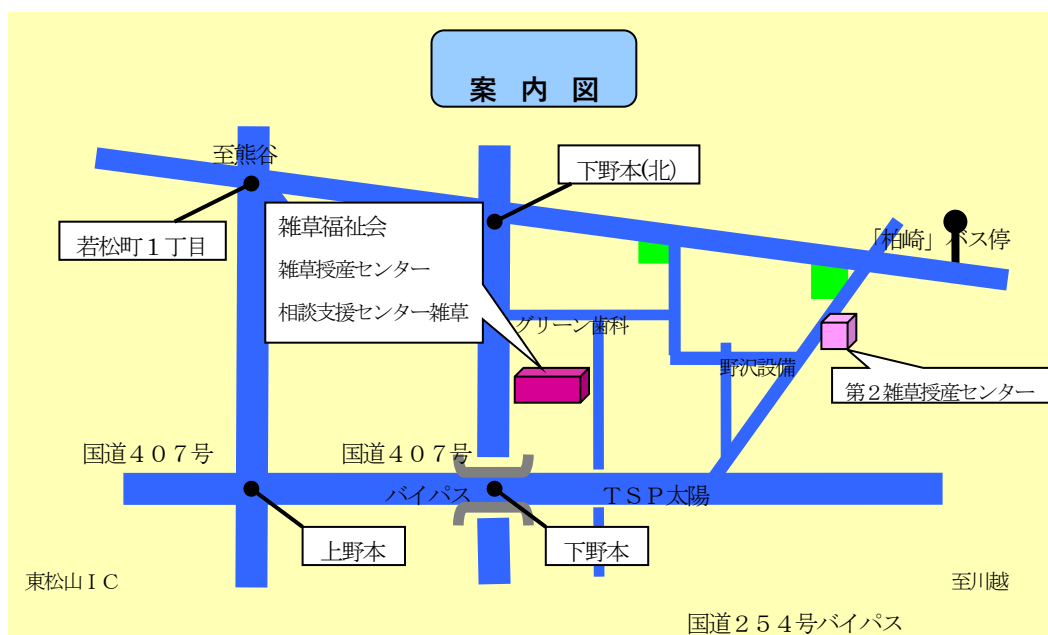 案 内 図
至熊谷
下野本(北)
若松町１丁目
雑草福祉会
雑草授産センター
相談支援センター雑草
「柏崎」バス停
グリーン歯科
野沢設備
第２雑草授産センター
国道４０７号
国道４０７号
バイパス
ＴＳＰ太陽
上野本
下野本
東松山ＩＣ
至川越
国道２５４号バイパス